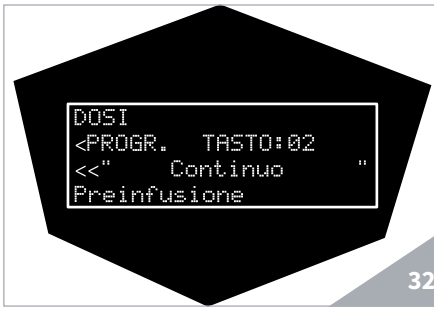 DOSI
<PROGR.  TASTO:02
<<"    Continuo    "
Preinfusione
32